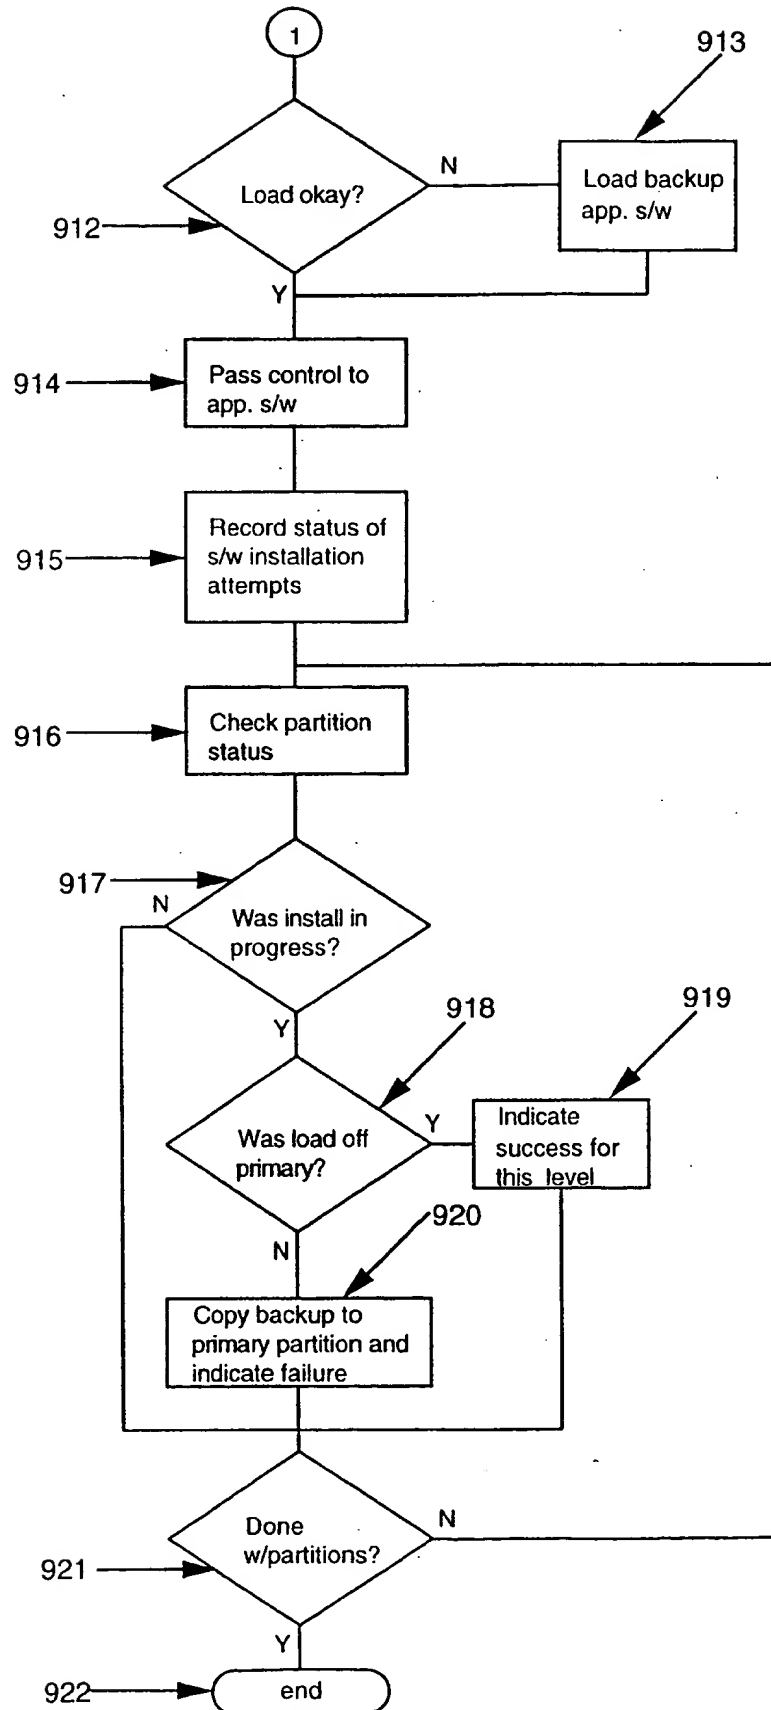 1
913
N
Load okay?
Load backup
app. s/w
912
Y
914
Pass control to
app. s/w
915
Record status of
s/w installation
attempts
916
Check partition
status
917
N
Was install in
progress?
Y
918
919
Was load off
primary?
Y
Indicate
success for
this level
N
920
Copy backup to
primary partition and
indicate failure
Done
w/partitions?
N
921
Y
922
end